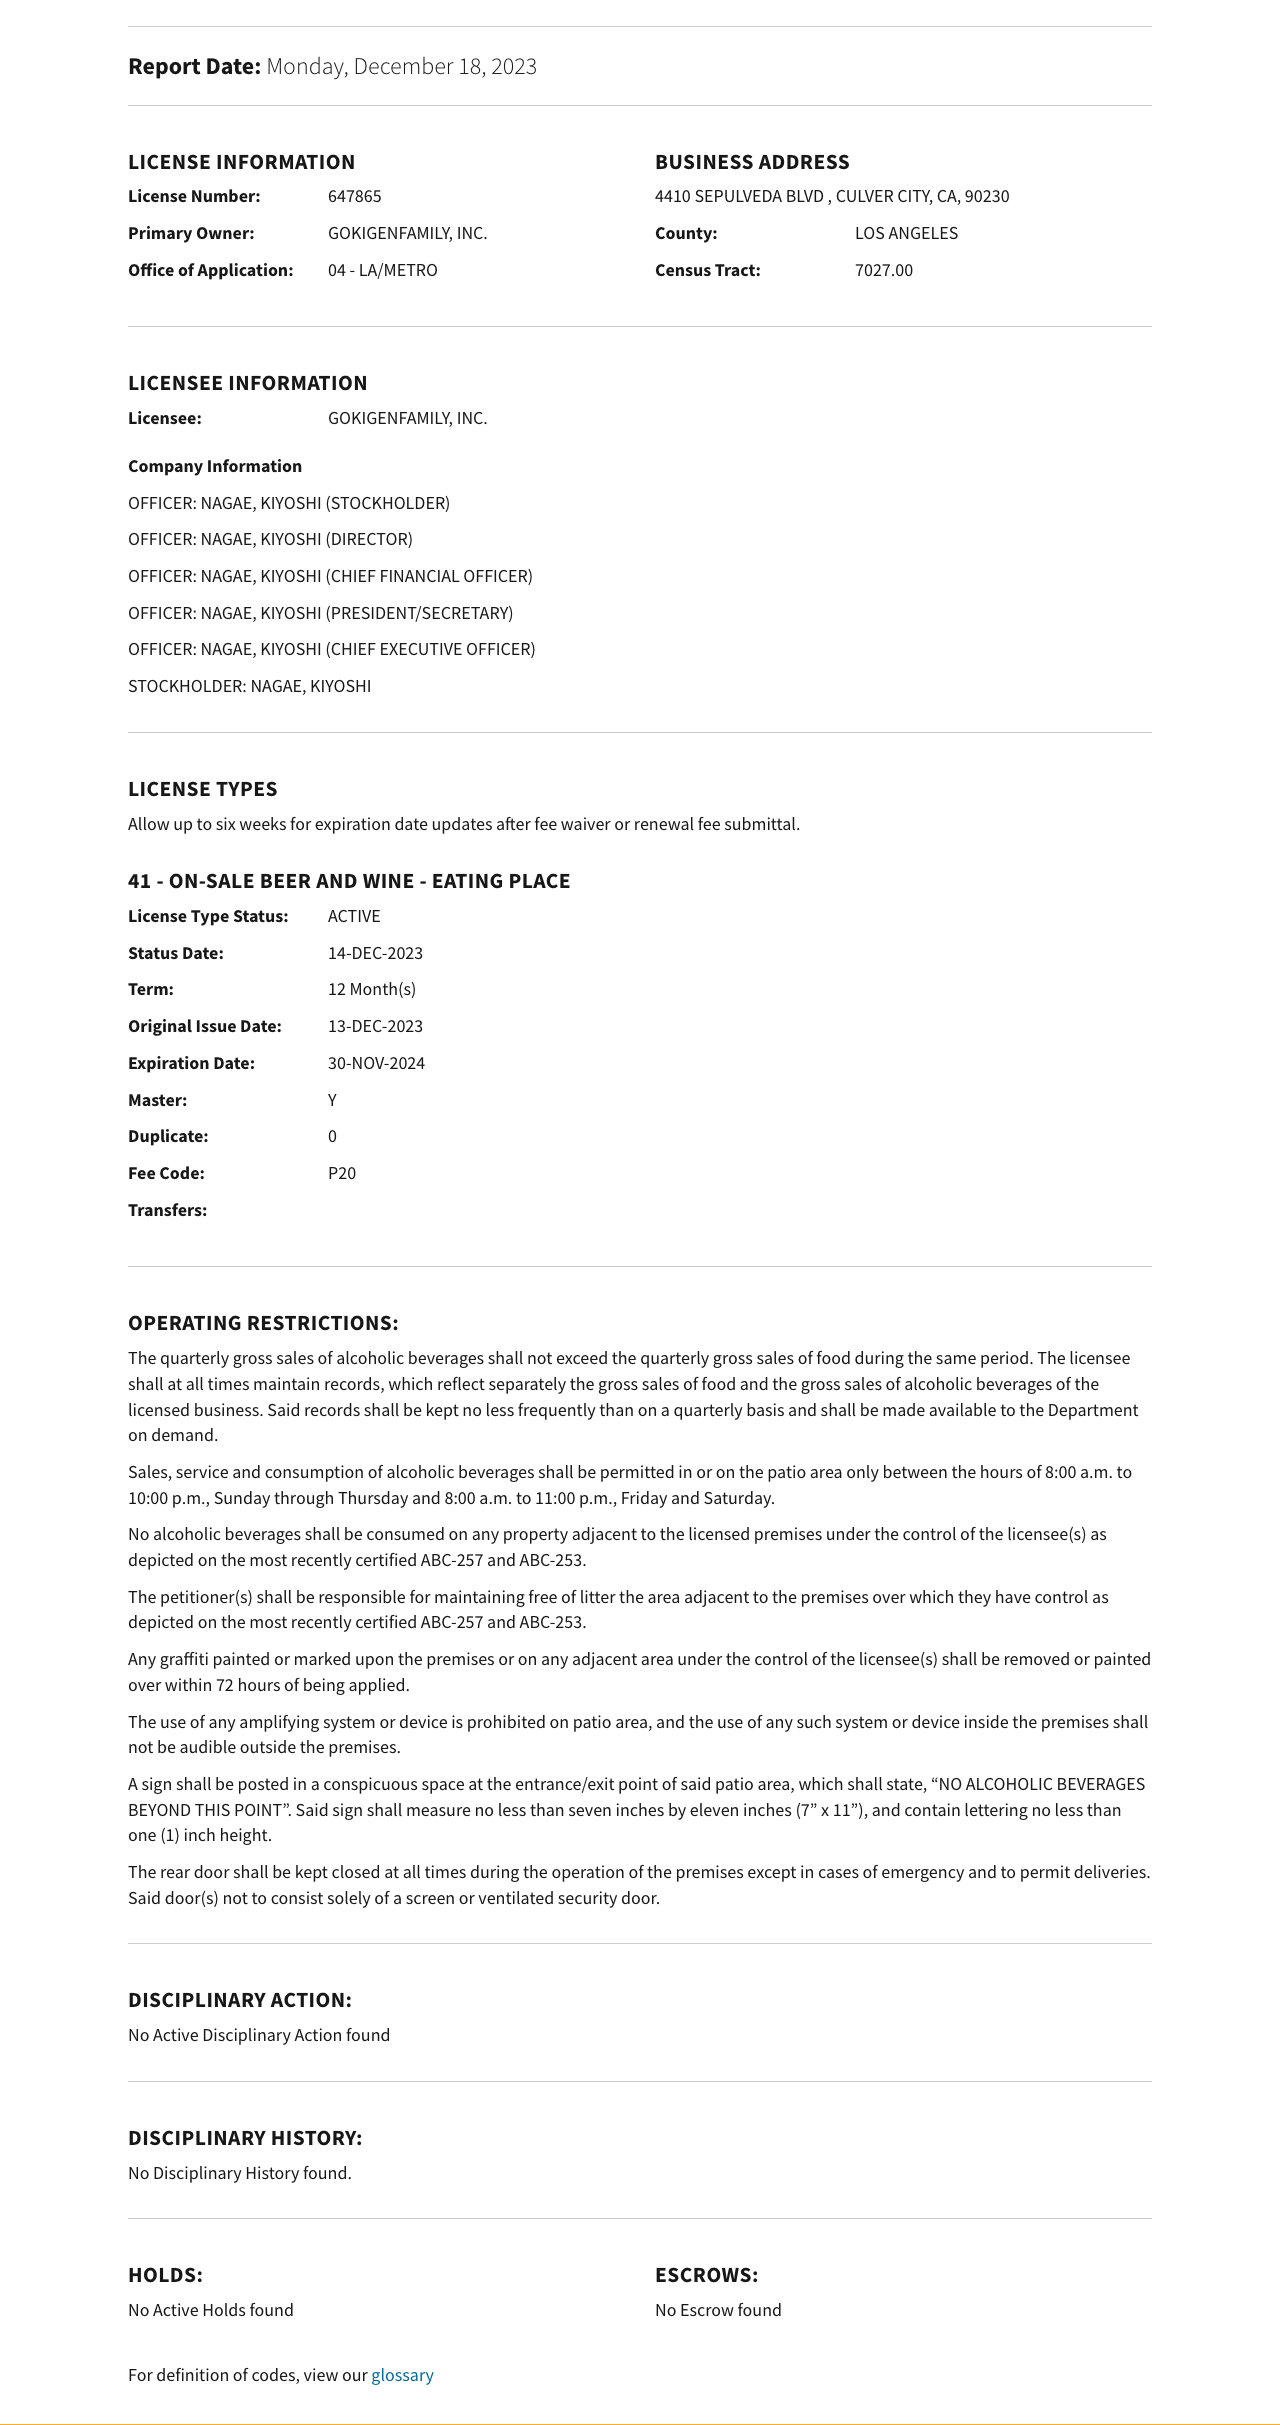 Report Date: Monday, December 18, 2023
LICENSE INFORMATION
License Number: 647865
Primary Owner: GOKIGENFAMILY, INC.
Office of Application: 04 - LA/METRO
BUSINESS ADDRESS
4410 SEPULVEDA BLVD , CULVER CITY, CA, 90230
County: LOS ANGELES
Census Tract: 7027.00
LICENSEE INFORMATION
Licensee: GOKIGENFAMILY, INC.
Company Information
OFFICER: NAGAE, KIYOSHI (STOCKHOLDER)
OFFICER: NAGAE, KIYOSHI (DIRECTOR)
OFFICER: NAGAE, KIYOSHI (CHIEF FINANCIAL OFFICER)
OFFICER: NAGAE, KIYOSHI (PRESIDENT/SECRETARY)
OFFICER: NAGAE, KIYOSHI (CHIEF EXECUTIVE OFFICER)
STOCKHOLDER: NAGAE, KIYOSHI
LICENSE TYPES
Allow up to six weeks for expiration date updates after fee waiver or renewal fee submittal.
41 - ON-SALE BEER AND WINE - EATING PLACE
License Type Status: ACTIVE
Status Date: 14-DEC-2023
Term: 12 Month(s)
Original Issue Date: 13-DEC-2023
Expiration Date: 30-NOV-2024
Master: Y
Duplicate: 0
Fee Code: P20
Transfers:
OPERATING RESTRICTIONS:
The quarterly gross sales of alcoholic beverages shall not exceed the quarterly gross sales of food during the same period. The licensee
shall at all times maintain records, which reflect separately the gross sales of food and the gross sales of alcoholic beverages of the
licensed business. Said records shall be kept no less frequently than on a quarterly basis and shall be made available to the Department
on demand.
Sales, service and consumption of alcoholic beverages shall be permitted in or on the patio area only between the hours of 8:00 a.m. to
10:00 p.m., Sunday through Thursday and 8:00 a.m. to 11:00 p.m., Friday and Saturday.
No alcoholic beverages shall be consumed on any property adjacent to the licensed premises under the control of the licensee(s) as
depicted on the most recently certified ABC-257 and ABC-253.
The petitioner(s) shall be responsible for maintaining free of litter the area adjacent to the premises over which they have control as
depicted on the most recently certified ABC-257 and ABC-253.
Any graffiti painted or marked upon the premises or on any adjacent area under the control of the licensee(s) shall be removed or painted
over within 72 hours of being applied.
The use of any amplifying system or device is prohibited on patio area, and the use of any such system or device inside the premises shall
not be audible outside the premises.
A sign shall be posted in a conspicuous space at the entrance/exit point of said patio area, which shall state, “NO ALCOHOLIC BEVERAGES
BEYOND THIS POINT”. Said sign shall measure no less than seven inches by eleven inches (7” x 11”), and contain lettering no less than
one (1) inch height.
The rear door shall be kept closed at all times during the operation of the premises except in cases of emergency and to permit deliveries.
Said door(s) not to consist solely of a screen or ventilated security door.
DISCIPLINARY ACTION:
No Active Disciplinary Action found
DISCIPLINARY HISTORY:
No Disciplinary History found.
HOLDS:
No Active Holds found
ESCROWS:
No Escrow found
For definition of codes, view our glossary